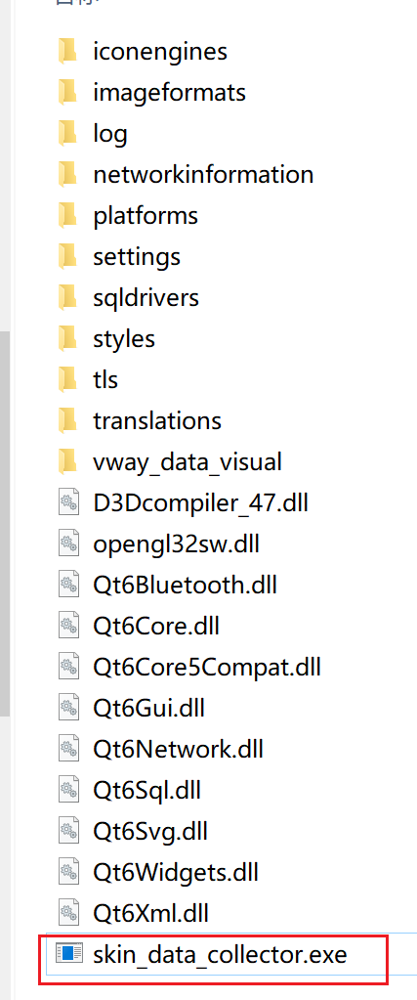 iconengines
imageformats
log
networkinformation
platforms
settings
sqldrivers
styles
tls
translations
vway_data_visual
D3Dcompiler_47.dll
opengl32sw.dll
Qt6Bluetooth.dll
Qt6Core.dll
Qt6Core5Compat.dll
Qt6Gui.dll
Qt6Network.dll
Qt6Sql.dll
Qt6Svg.dll
Qt6Widgets.dll
Qt6Xml.dll
skin_data_collector.exe